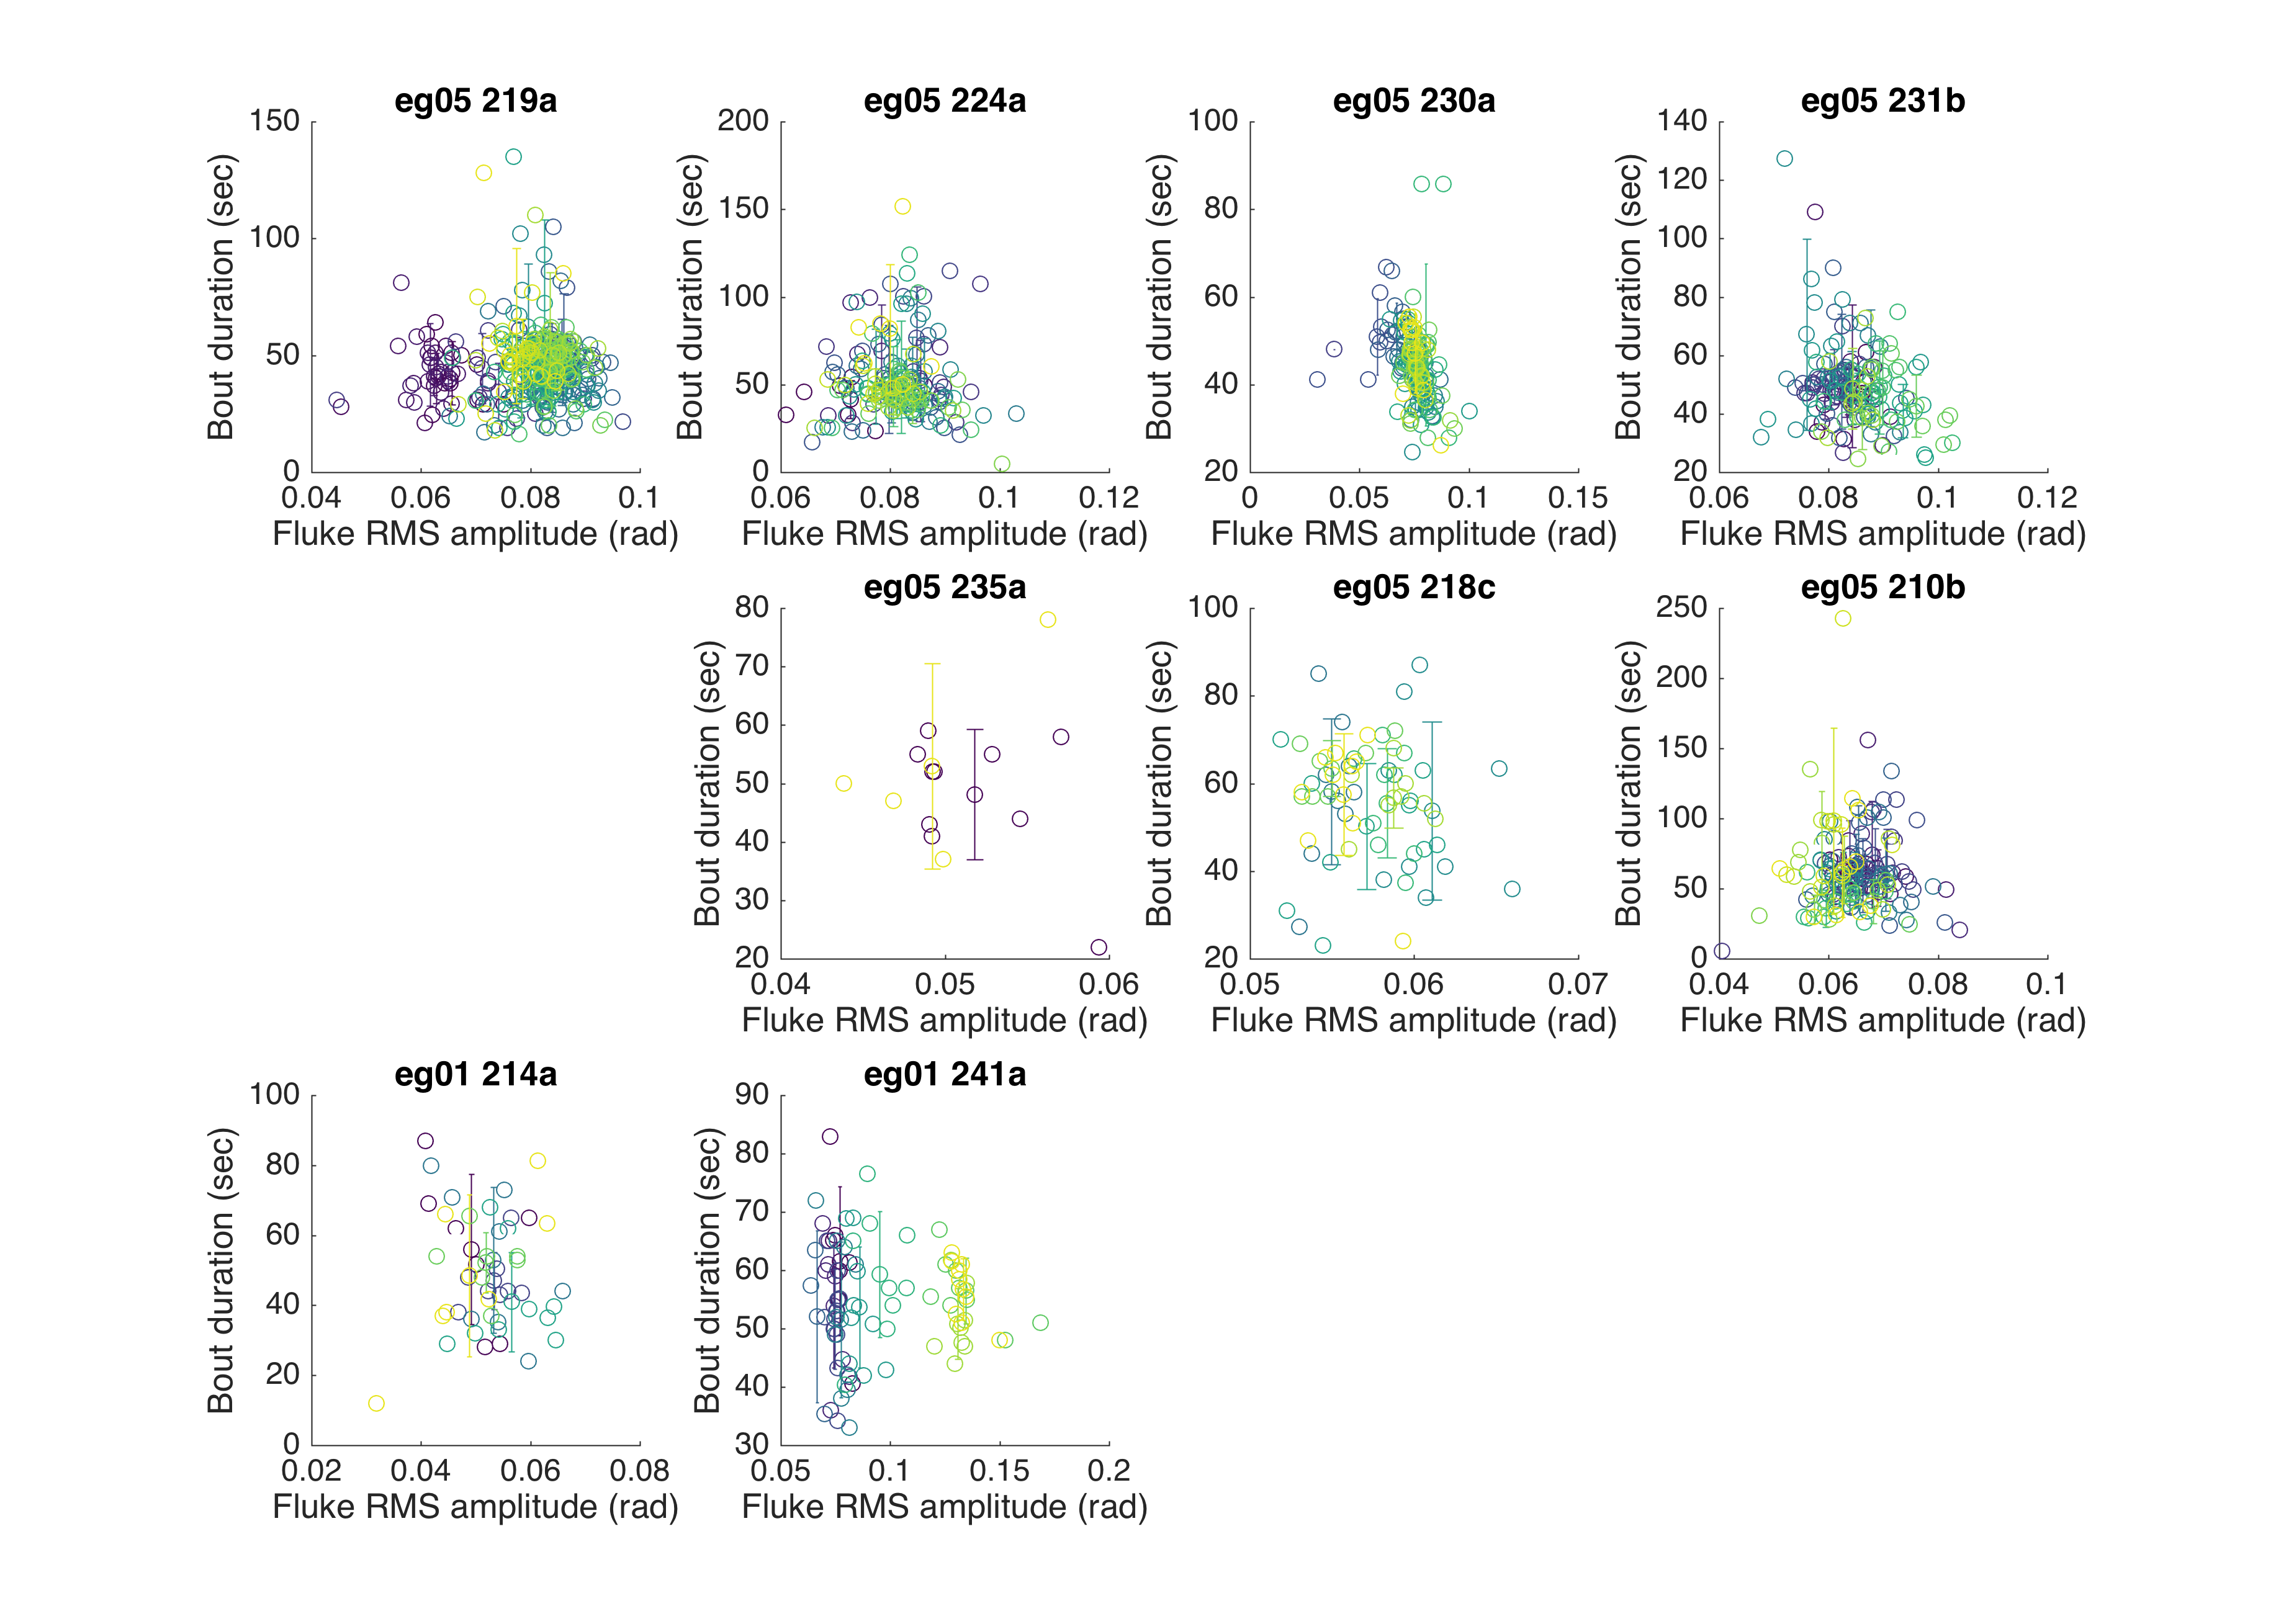 eg05 219a
150
100
50
0
0.04 0.06 0.08 0.1
Bout duration (sec)
Fluke RMS amplitude (rad)
eg05 224a
200
150
100
50
0
0.06 0.08 0.1 0.12
Bout duration (sec)
Fluke RMS amplitude (rad)
eg05 230a
100
80
60
40
20
0 0.05 0.1 0.15
Bout duration (sec)
Fluke RMS amplitude (rad)
eg05 231b
140
120
100
80
60
40
20
0.06 0.08 0.1 0.12
Bout duration (sec)
Fluke RMS amplitude (rad)
eg05 235a
80
70
60
50
40
30
20
0.04 0.05 0.06
Bout duration (sec)
Fluke RMS amplitude (rad)
eg05 218c
100
80
60
40
20
0.05 0.06 0.07
Bout duration (sec)
Fluke RMS amplitude (rad)
eg05 210b
250
200
150
100
50
0
0.04 0.06 0.08 0.1
Bout duration (sec)
Fluke RMS amplitude (rad)
eg01 214a
100
80
60
40
20
0
0.02 0.04 0.06 0.08
Bout duration (sec)
Fluke RMS amplitude (rad)
eg01 241a
90
80
70
60
50
40
30
0.05 0.1 0.15 0.2
Bout duration (sec)
Fluke RMS amplitude (rad)